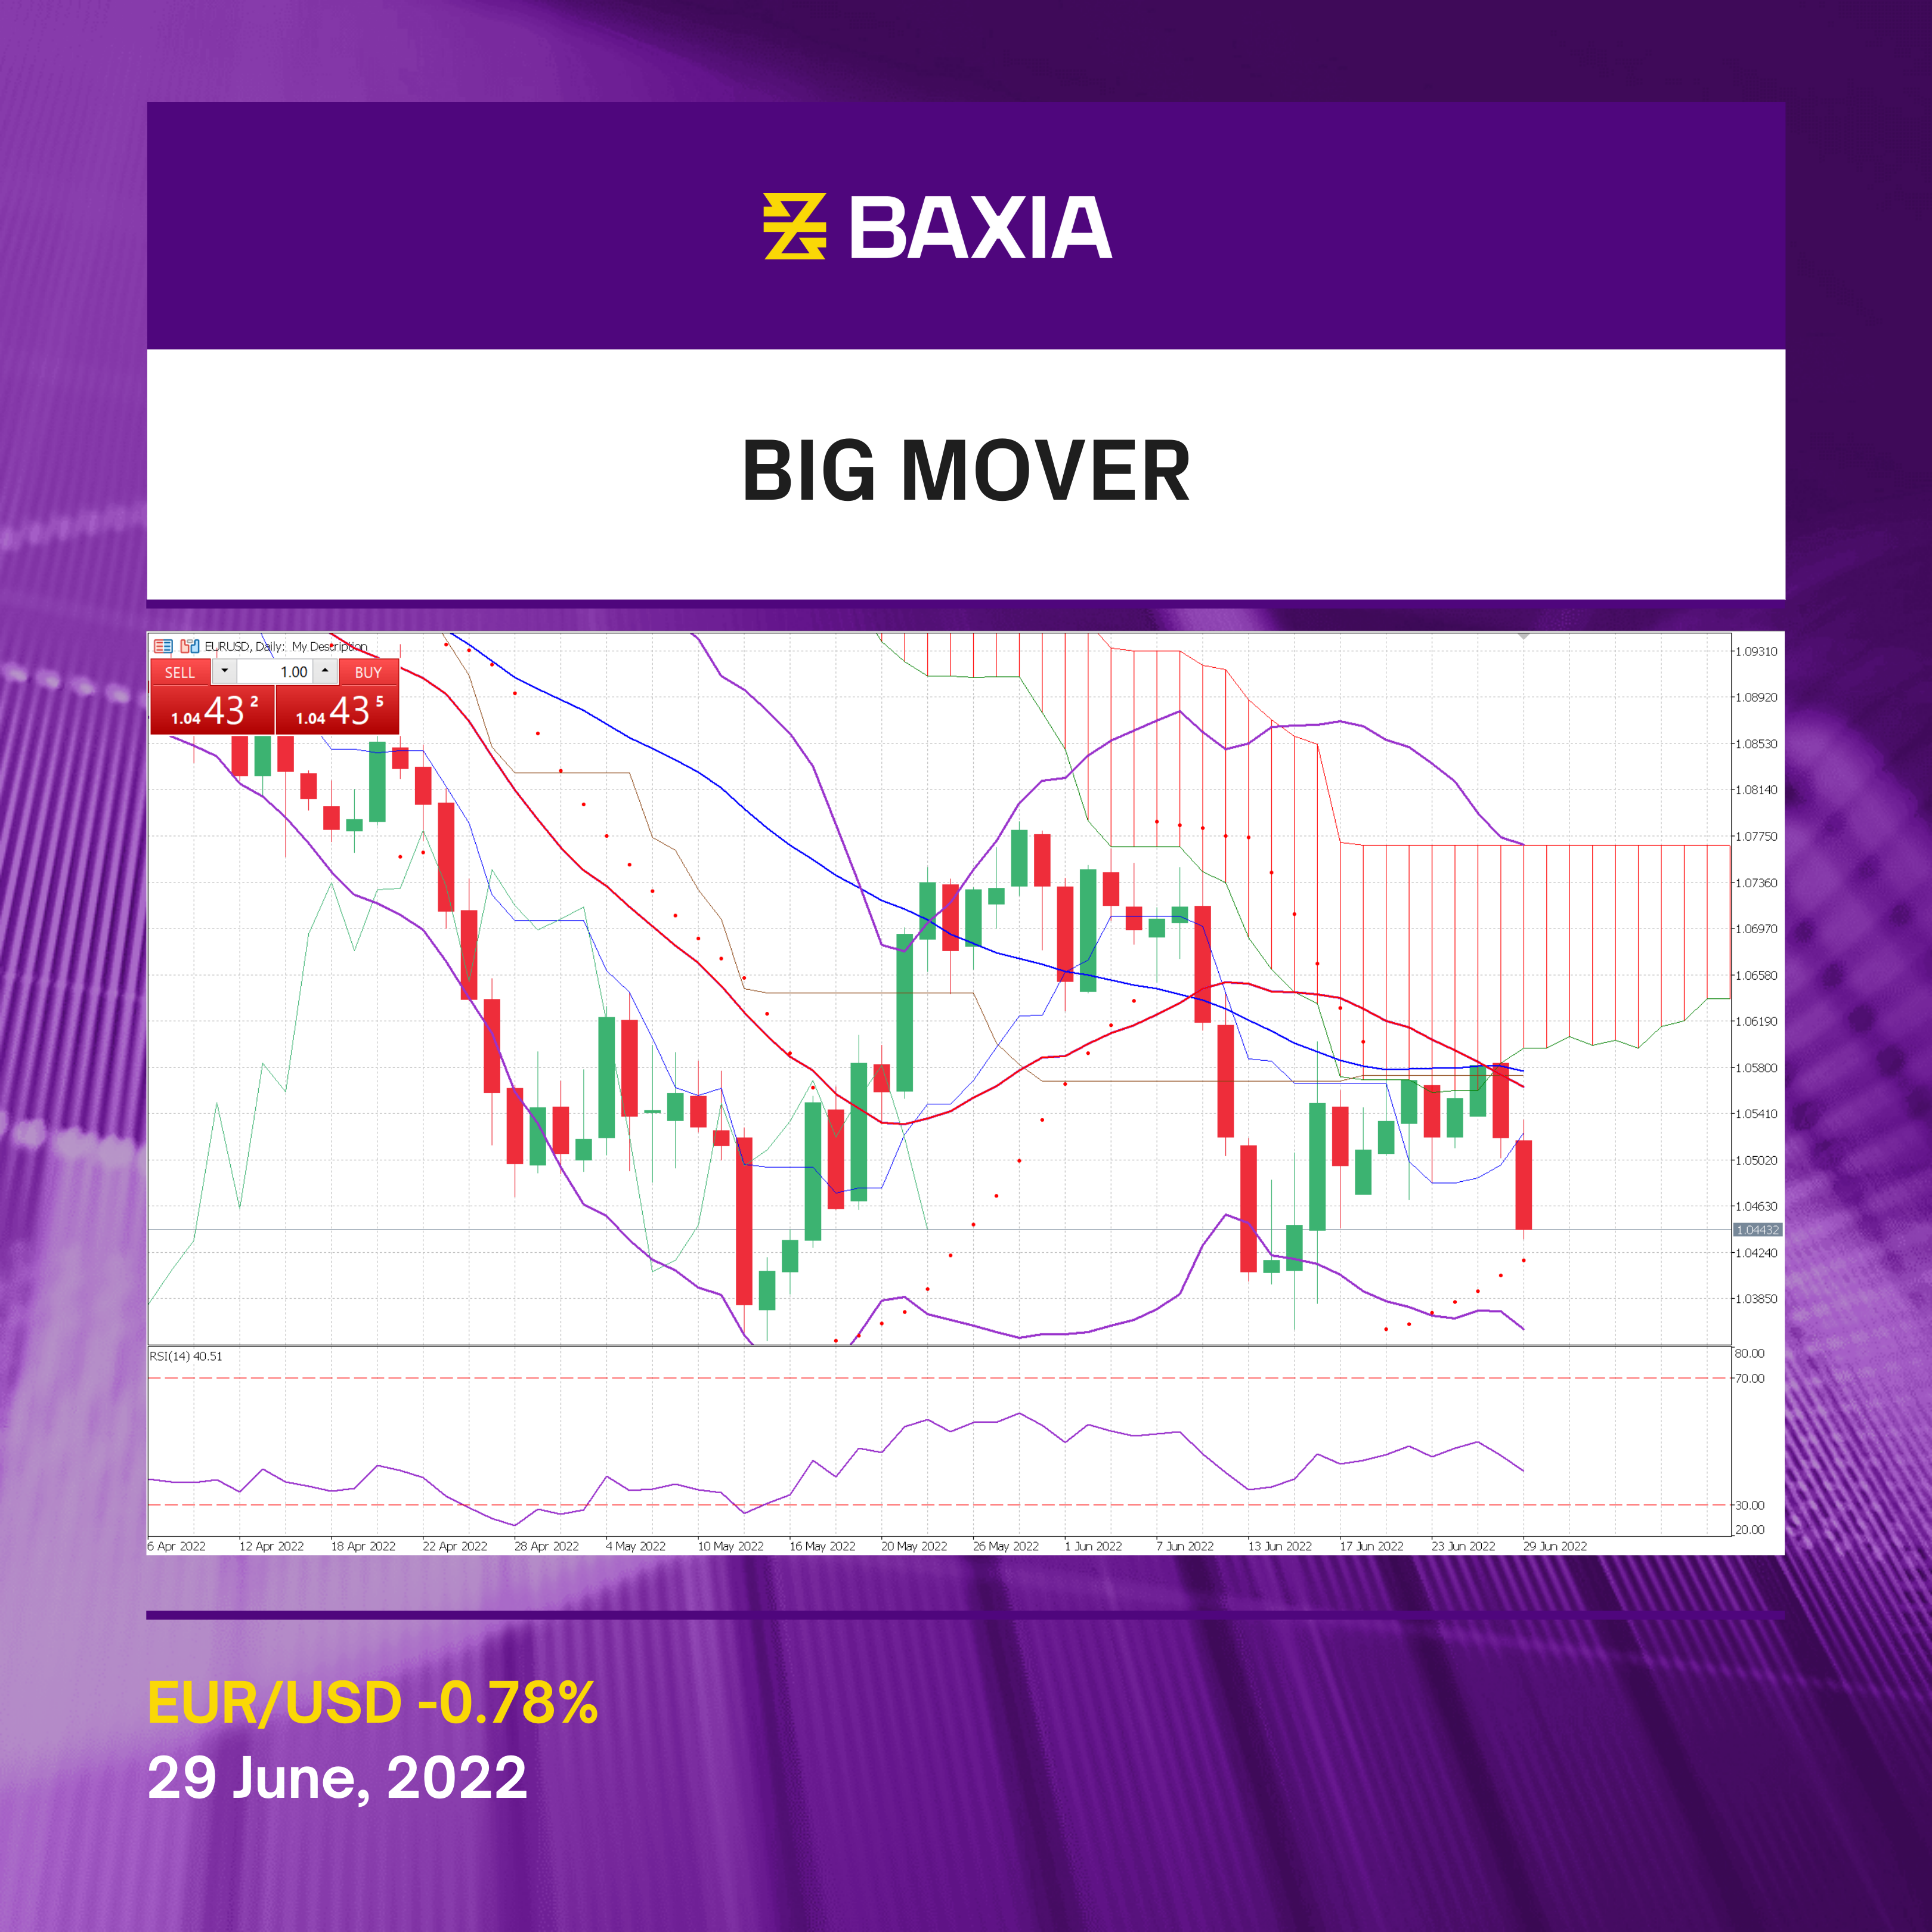 BAXIA
BIG MOVER
EURUSD, Daily: My Description
SELL 1.00 BUY
1.04 43 2 1.04 43 5
1.09310
1.08920
1.08530
1.08140
1.07750
1.07360
1.06970
1.06580
1.06190
1.05800
1.05410
1.05020
1.04630
1.04432
1.04240
1.03850
RSI(14) 40.51
80.00
70.00
30.00
20.00
6 Apr 2022 12 Apr 2022 18 Apr 2022 22 Apr 2022 28 Apr 2022 4 May 2022 10 May 2022 16 May 2022 20 May 2022 26 May 2022 1 Jun 2022 7 Jun 2022 13 Jun 2022 17 Jun 2022 23 Jun 2022 29 Jun 2022
EUR/USD -0.78%
29 June, 2022